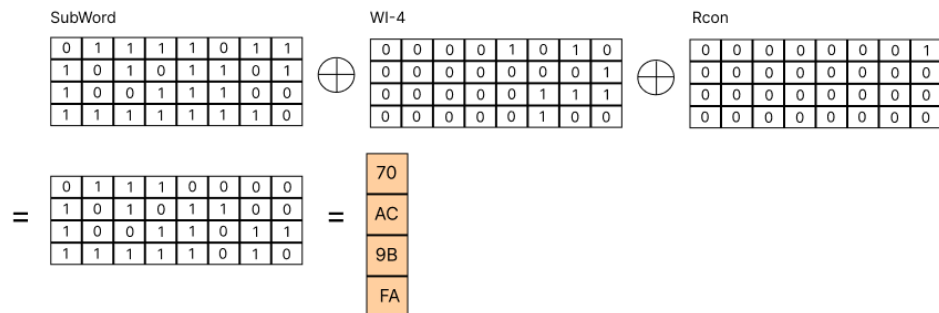 SubWord WI-4 Rcon
0 1 1 1 1 0 1 1 0 0 0 0 1 0 1 0 0 0 0 0 0 0 0 1
1 0 1 0 1 1 0 1 0 0 0 0 0 0 0 1 0 0 0 0 0 0 0 0
1 0 0 1 1 1 0 0 0 0 0 0 0 1 1 1 0 0 0 0 0 0 0 0
1 1 1 1 1 1 1 0 0 0 0 0 0 1 0 0 0 0 0 0 0 0 0 0
= 0 1 1 1 0 0 0 0 = 70
1 0 1 0 1 1 0 0 AC
1 0 0 1 1 0 1 1 9B
1 1 1 1 1 0 1 0 FA